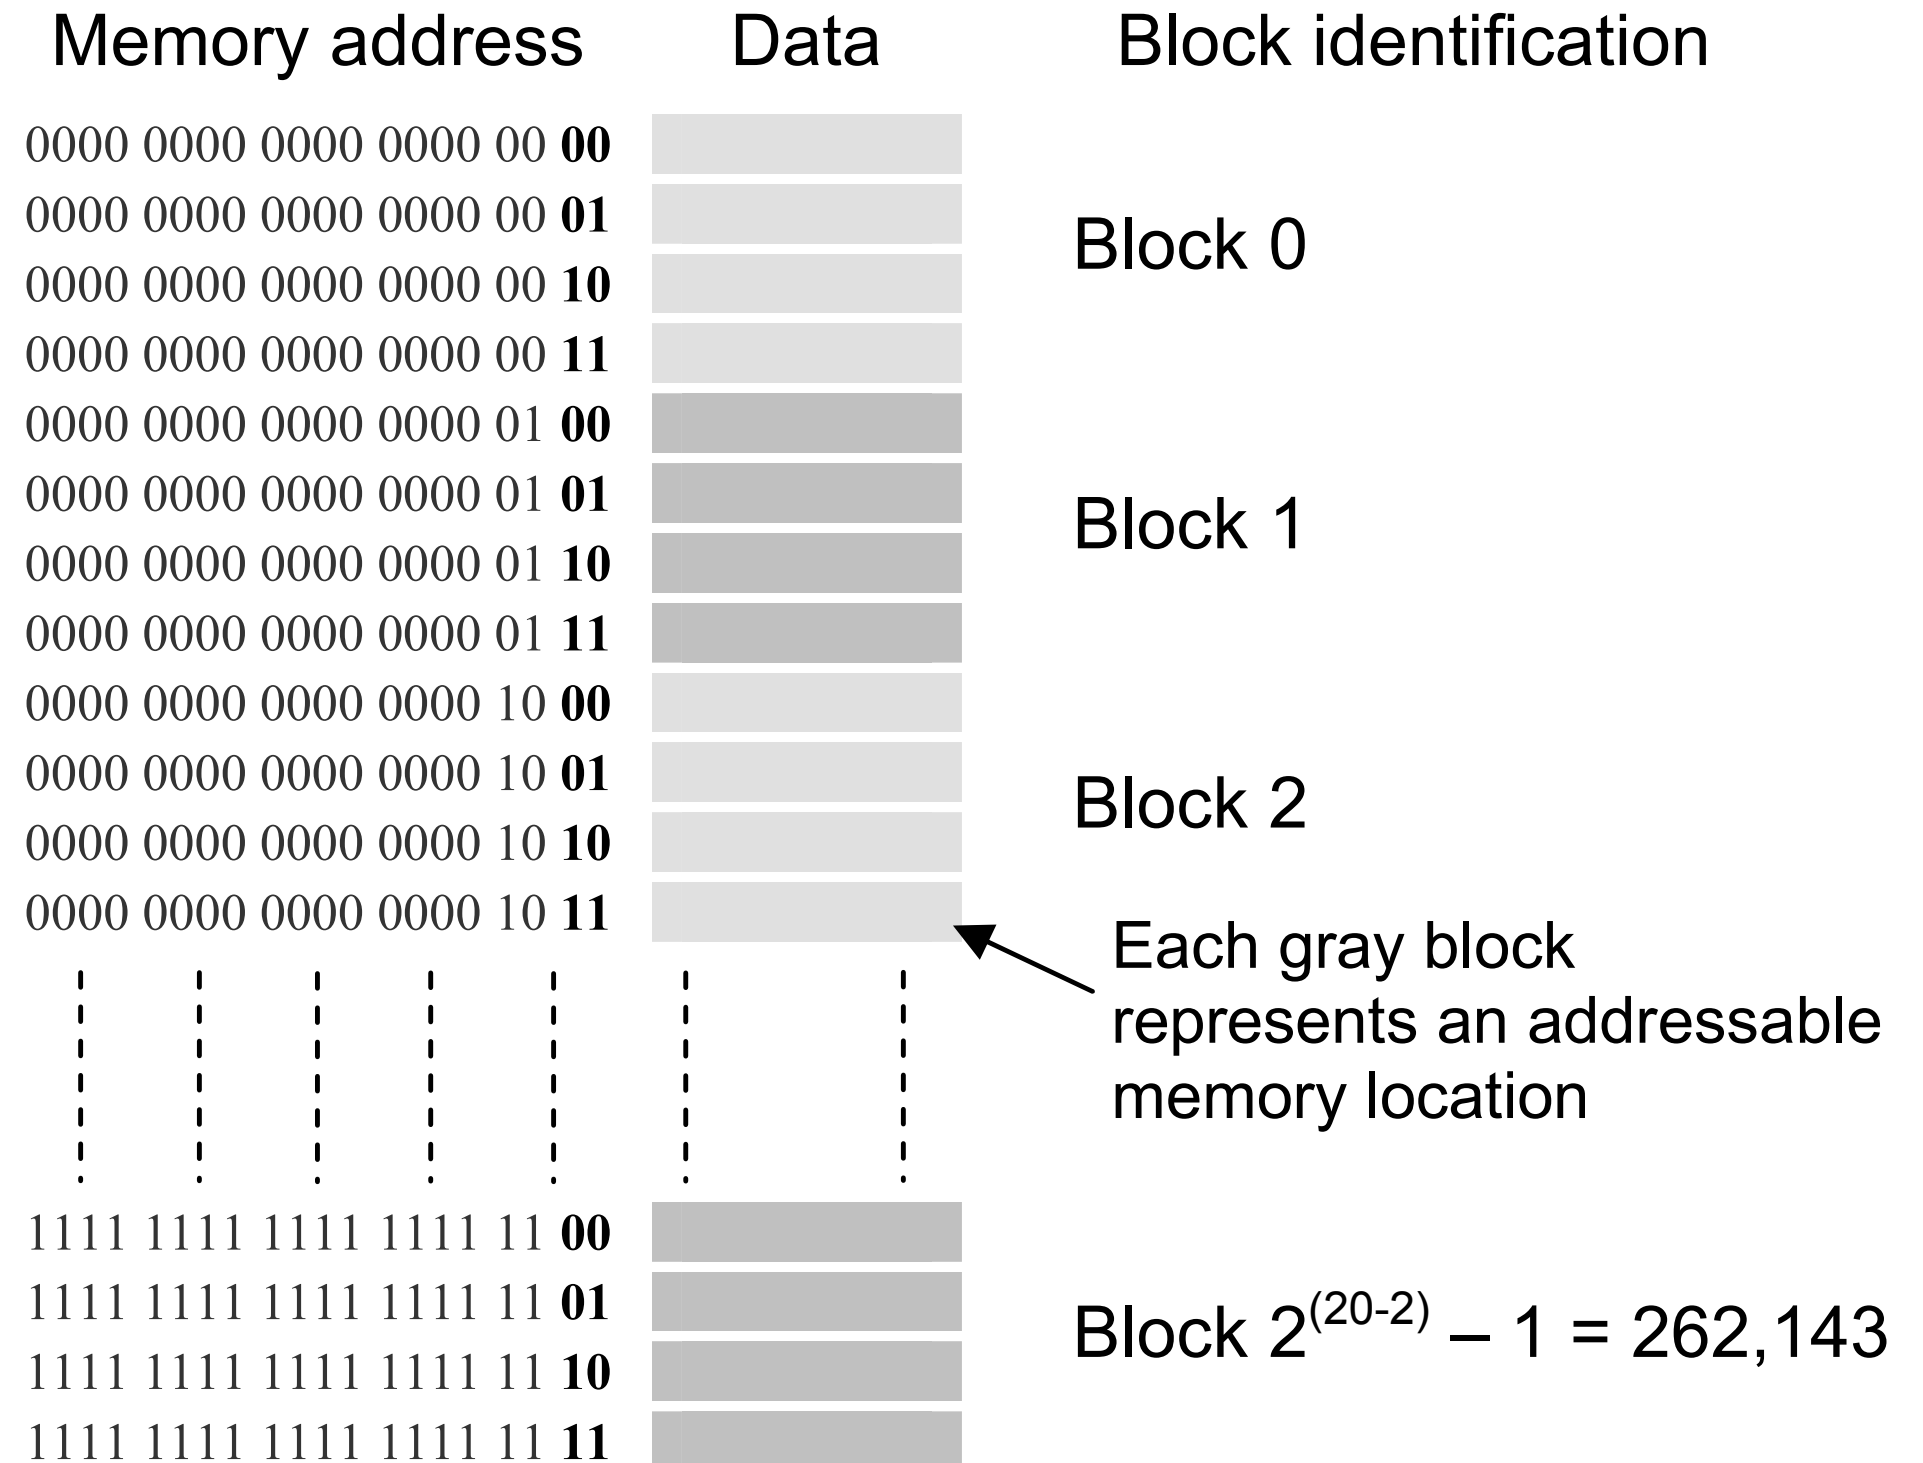 Memory address Data Block identification
0000 0000 0000 0000 00 00
0000 0000 0000 0000 00 01
Block 0
0000 0000 0000 0000 00 10
0000 0000 0000 0000 00 11
0000 0000 0000 0000 01 00
0000 0000 0000 0000 01 01
Block 1
0000 0000 0000 0000 01 10
0000 0000 0000 0000 01 11
0000 0000 0000 0000 10 00
0000 0000 0000 0000 10 01
Block 2
0000 0000 0000 0000 10 10
0000 0000 0000 0000 10 11
Each gray block
represents an addressable
memory location
1111 1111 1111 1111 11 00
1111 1111 1111 1111 11 01
Block 2^(20-2) – 1 = 262,143
1111 1111 1111 1111 11 10
1111 1111 1111 1111 11 11